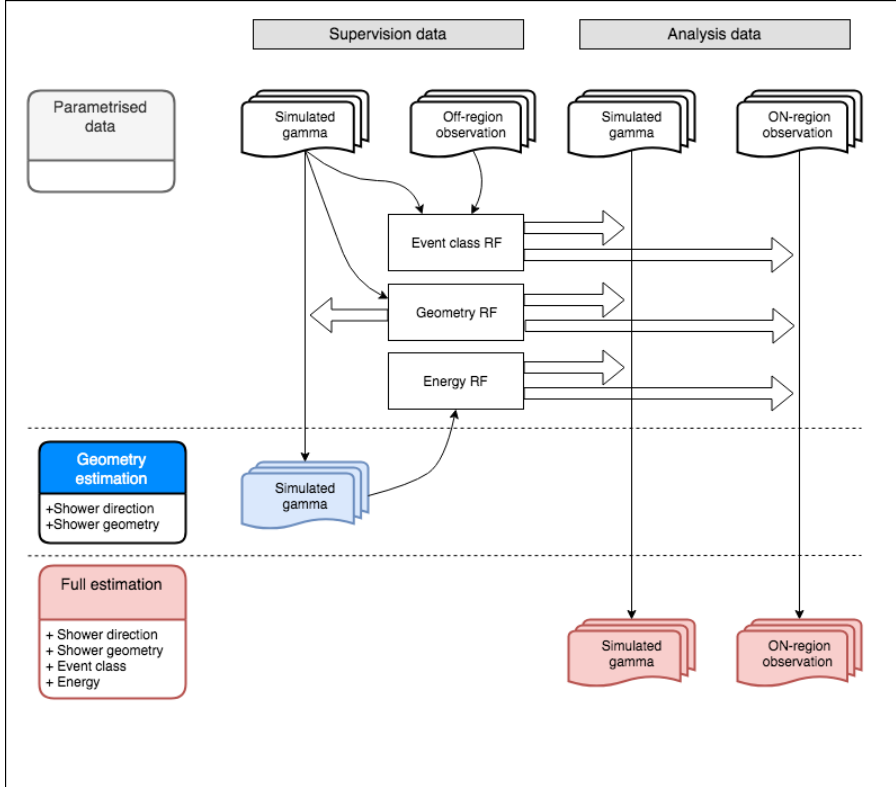 Supervision data
Analysis data
Parametrised
data
Simulated
gamma
Off-region
observation
Simulated
gamma
ON-region
observation
Event class RF
Geometry RF
Energy RF
Geometry
estimation
+Shower direction
+Shower geometry
Simulated
gamma
Full estimation
+ Shower direction
+ Shower geometry
+ Event class
+ Energy
Simulated
gamma
ON-region
observation